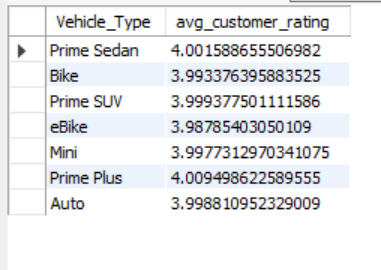 Vehicle_Type avg_customer_rating
Prime Sedan 4.001588655506982
Bike 3.993376395883525
Prime SUV 3.999377501111586
eBike 3.98785403050109
Mini 3.9977312970341075
Prime Plus 4.009498622589555
Auto 3.998810952329009